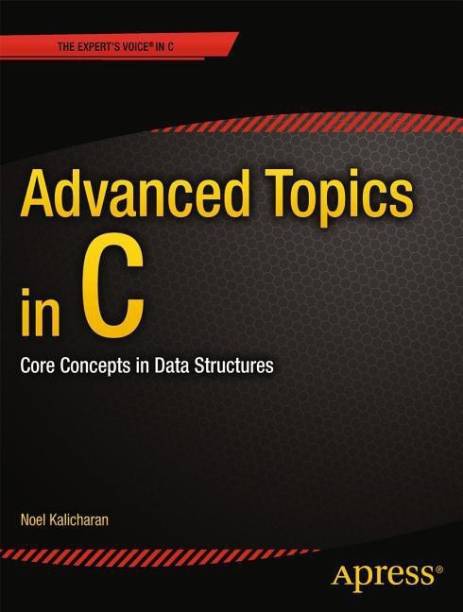 THE EXPERT'S VOICE® IN C
Advanced Topics
in C
Core Concepts in Data Structures
Noel Kalicharan
Apress®